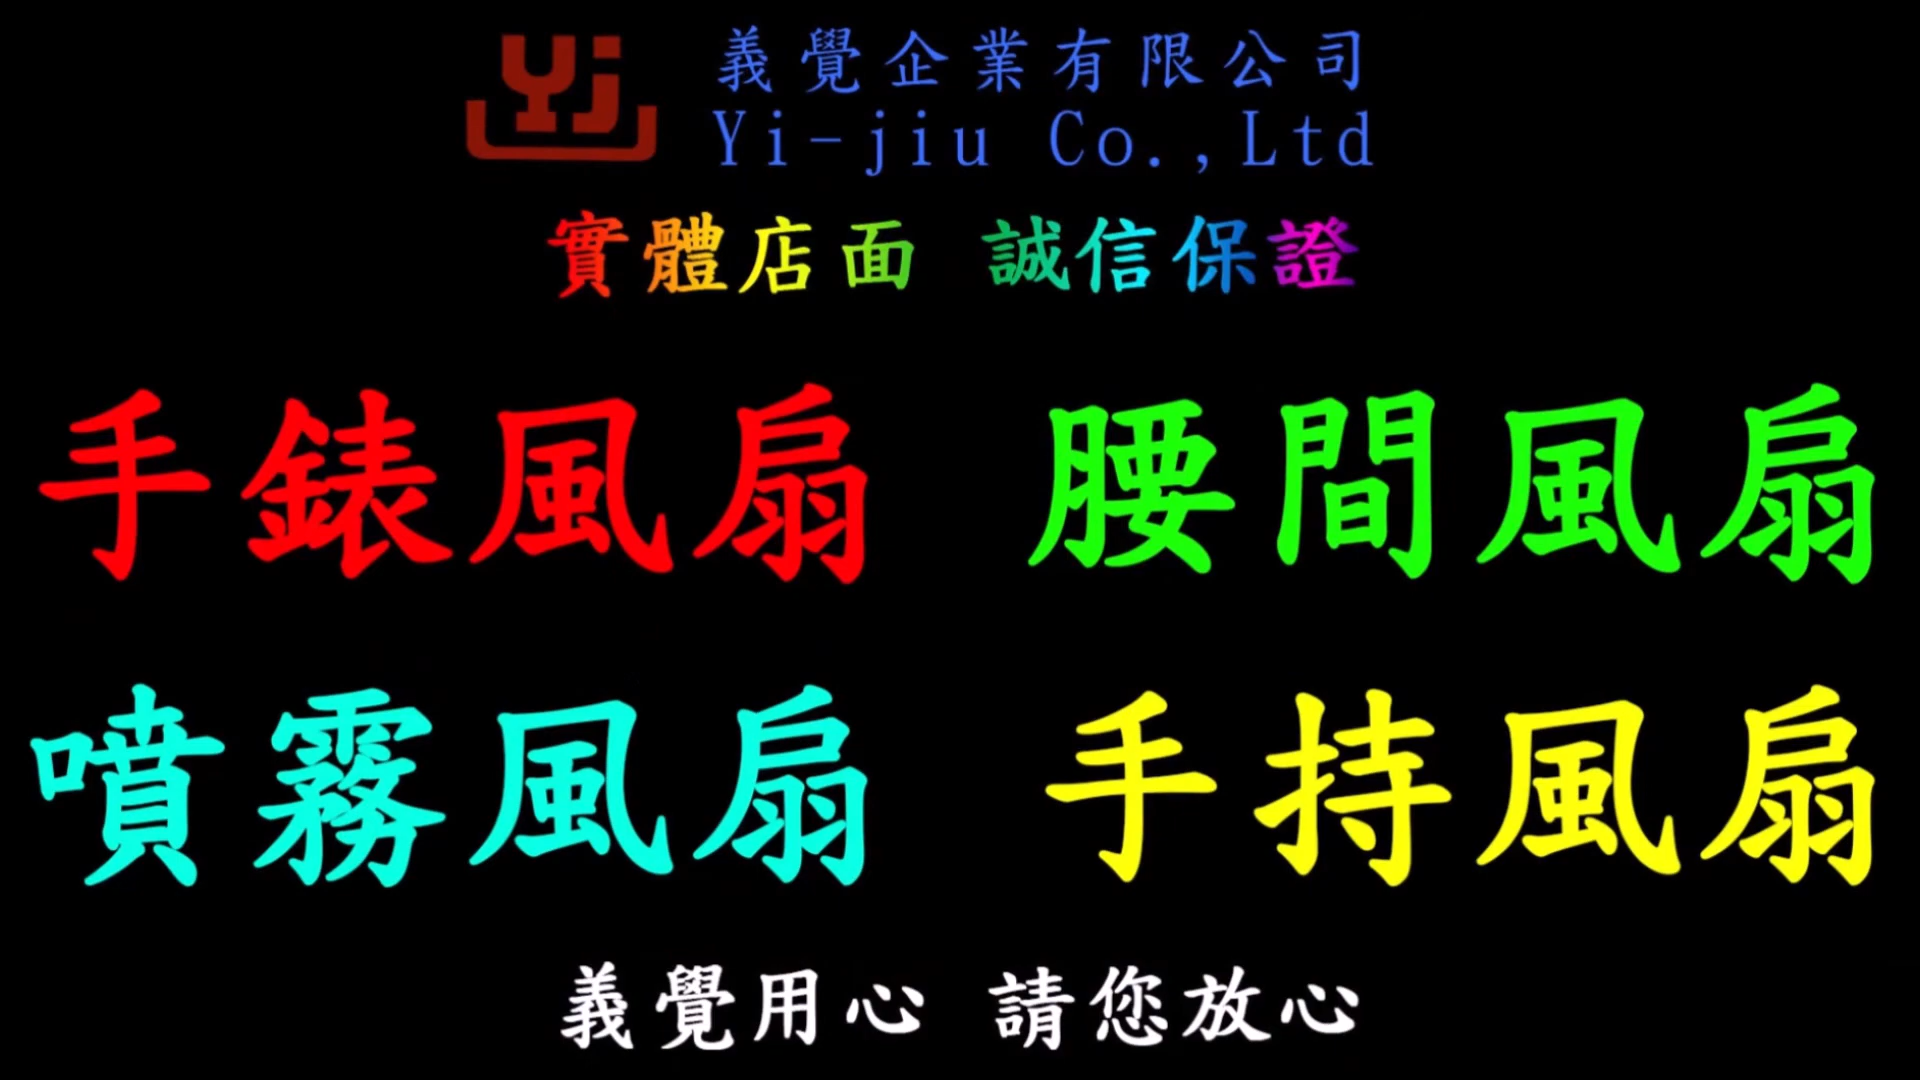 Yi
義覺企業有限公司
Yi-jiu Co.,Ltd
實體店面 誠信保證
手錶風扇 腰間風扇
噴霧風扇 手持風扇
義覺用心 請您放心